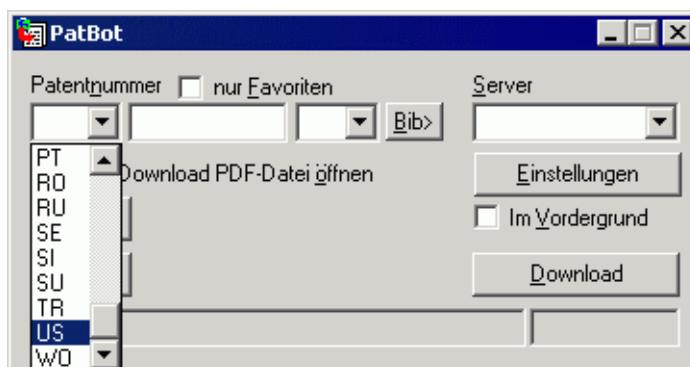 PatBot
Patentnummer nur Favoriten Server
Bib>
PT
Download PDF-Datei öffnen Einstellungen
RO
RU
SE Im Vordergrund
SI
SU Download
TR
US
WO